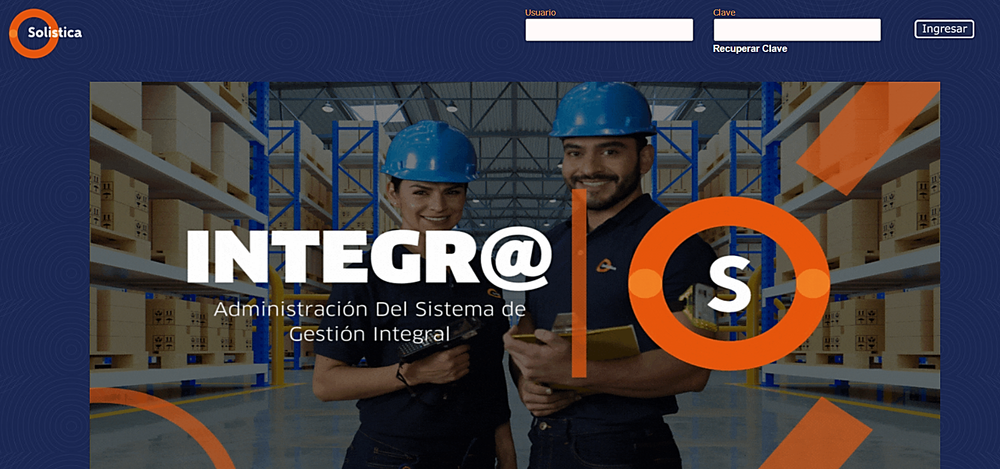 Solistica
Usuario
Clave
Ingresar
Recuperar Clave
INTEGR@
Administración Del Sistema de
Gestión Integral
S